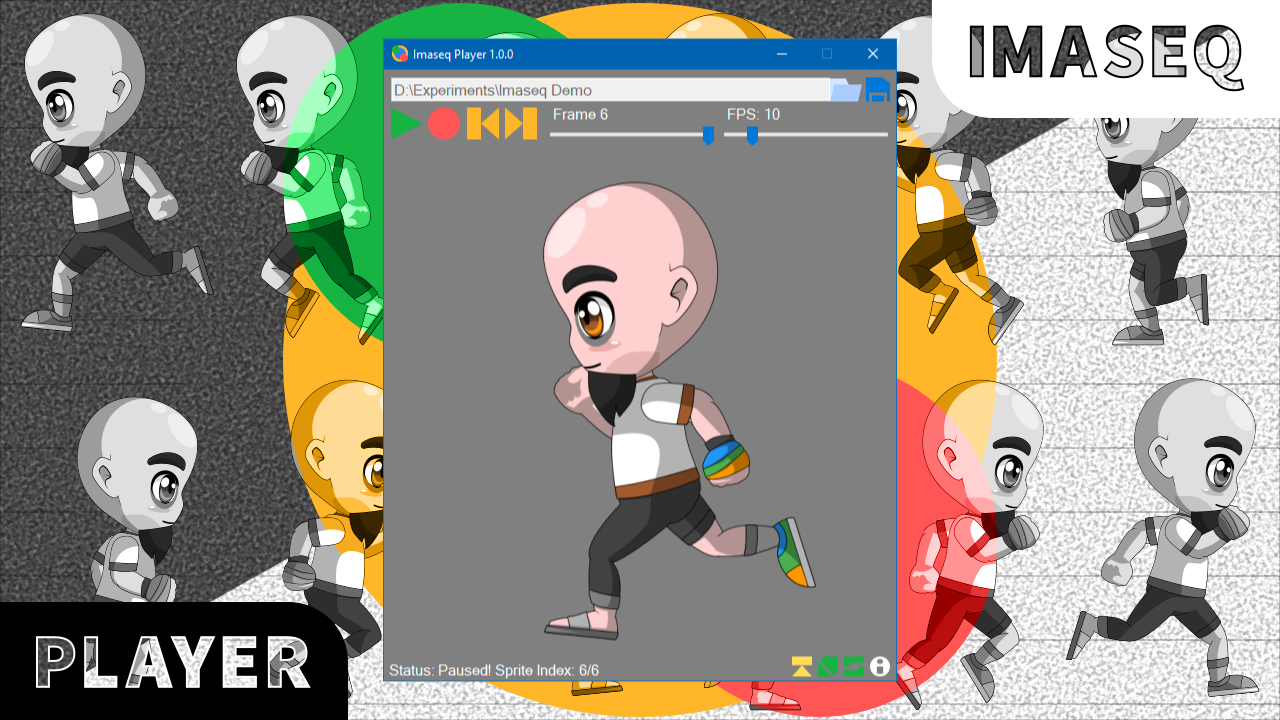 IMASEQ
Imaseq Player 1.0.0
D:\Experiments\Imaseq Demo
Frame 6
FPS: 10
Status: Paused! Sprite Index: 6/6
PLAYER